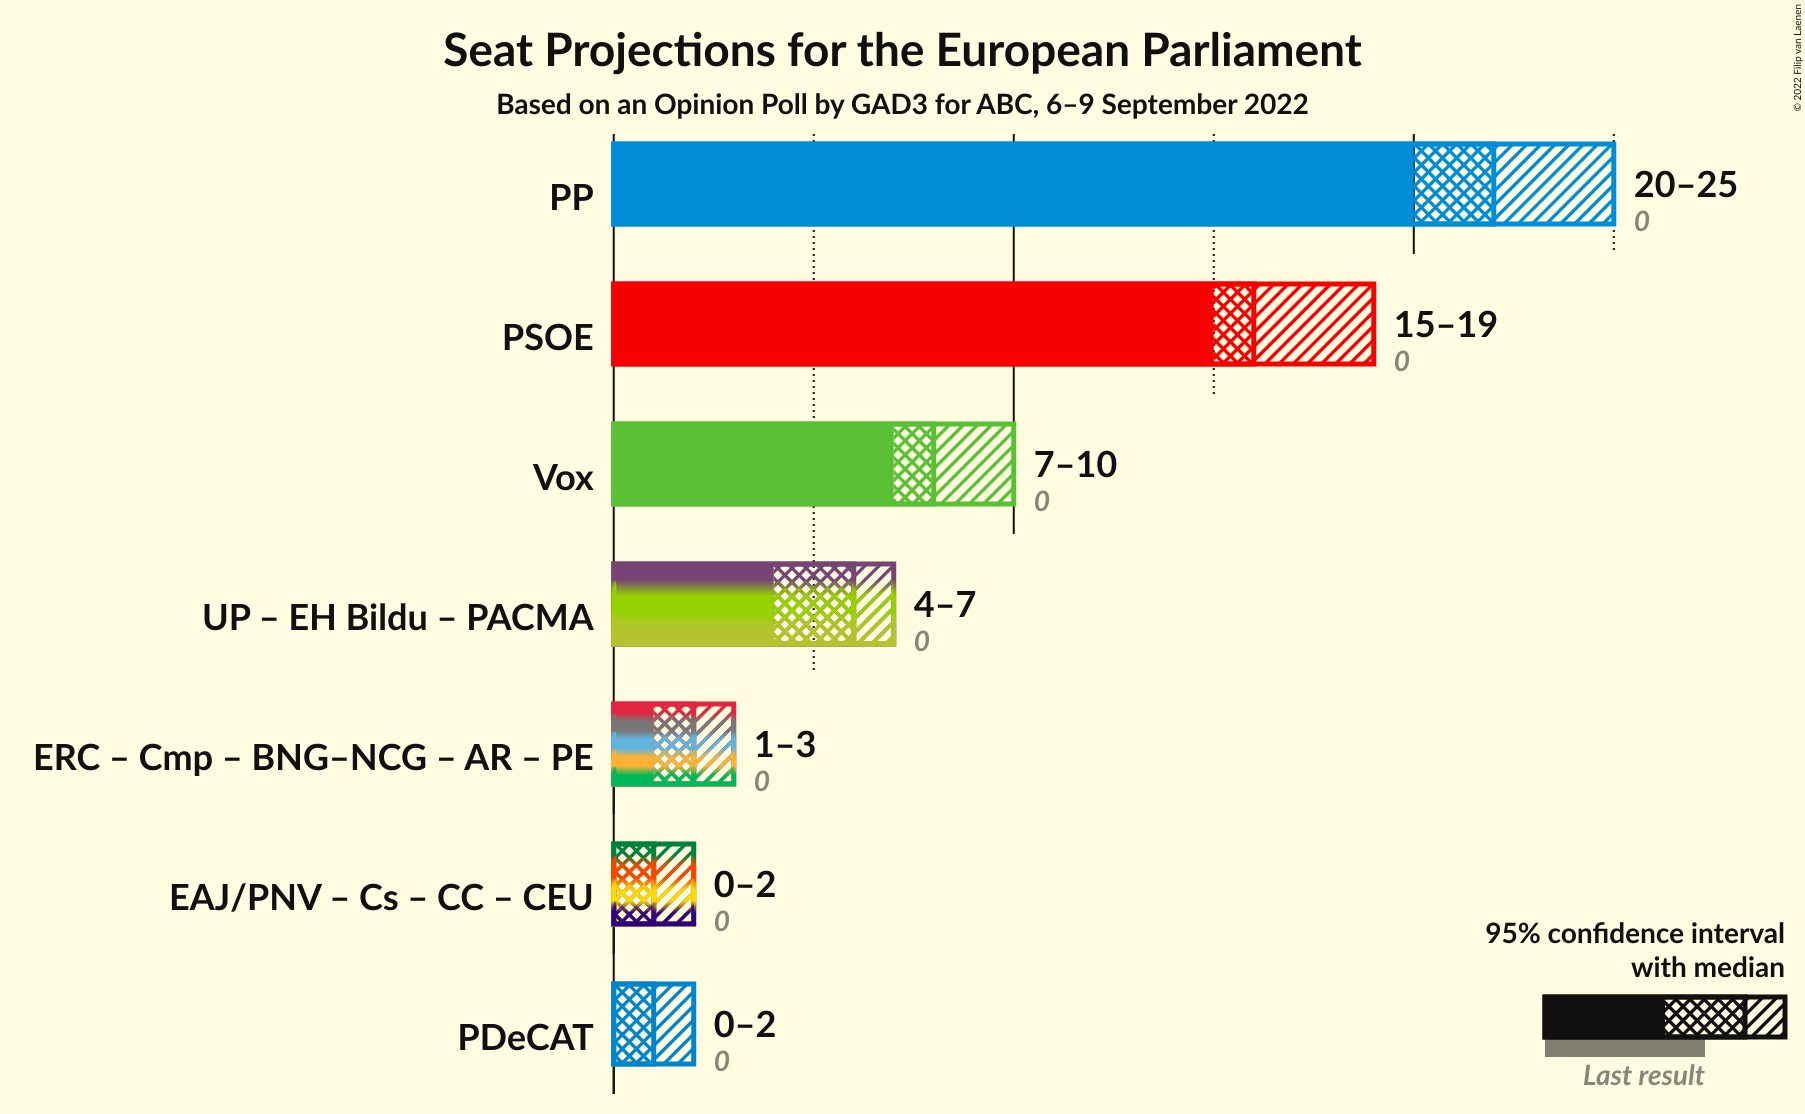 Seat Projections for the European Parliament
Based on an Opinion Poll by GAD3 for ABC, 6–9 September 2022
© 2022 Filip van Laenen
PP
20–25
0
PSOE
15–19
0
Vox
7–10
0
UP – EH Bildu – PACMA
4–7
0
ERC – Cmp – BNG–NCG – AR – PE
1–3
0
EAJ/PNV – Cs – CC – CEU
0–2
0
PDeCAT
0–2
0
95% confidence interval
with median
Last result